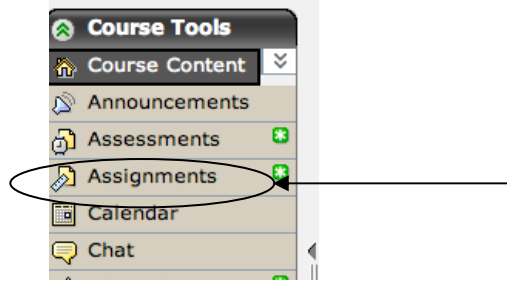 Course Tools
Course Content
Announcements
Assessments
Assignments
Calendar
Chat